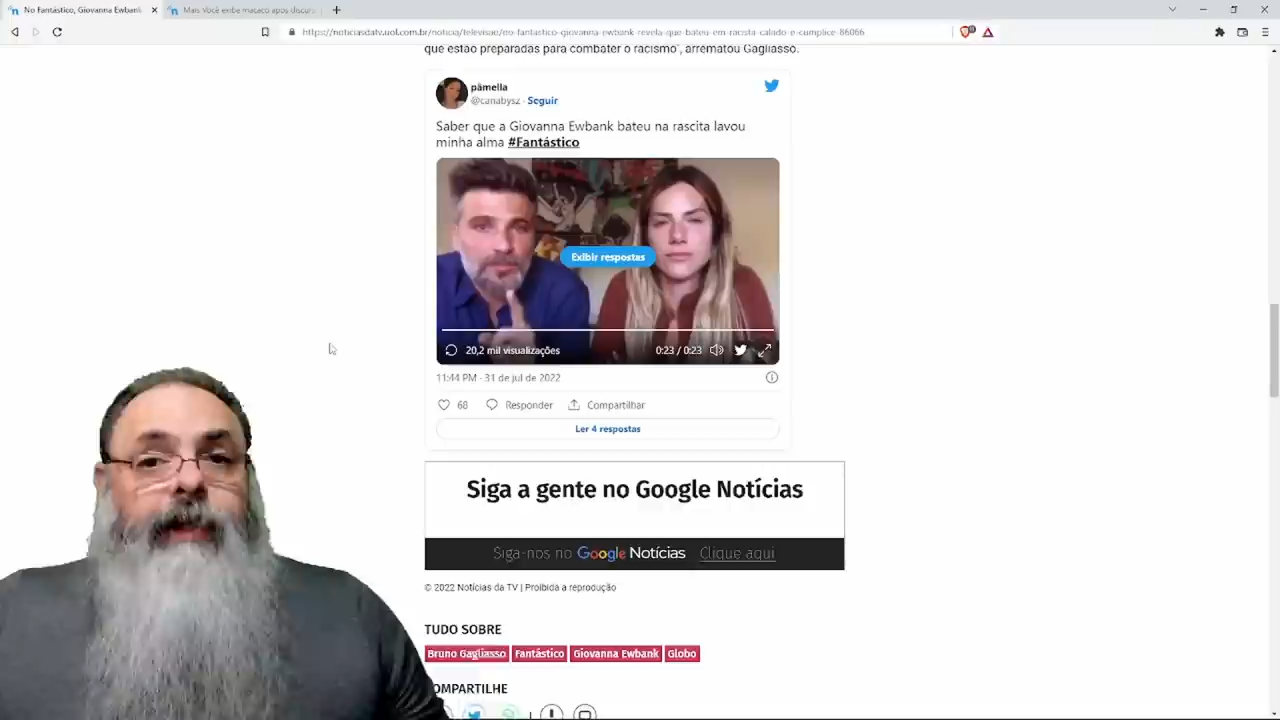 No Fantástico, Giovanna Ewbank
Mais Você exibe macaco após discurs
https://noticiasdatv.uol.com.br/noticia/televisao/no-fantastico-giovanna-ewbank-revela-que-bateu-em-racista-calado-e-cumplice-86066
que estão preparadas para combater o racismo", arrematou Gagliasso.
pâmella
@canabysz · Seguir
Saber que a Giovanna Ewbank bateu na rascita lavou
minha alma #Fantástico
Exibir respostas
20,2 mil visualizações
0:23 / 0:23
11:44 PM · 31 de jul de 2022
68 Responder Compartilhar
Ler 4 respostas
Siga a gente no Google Notícias
Siga-nos no Google Notícias Clique aqui
© 2022 Notícias da TV | Proibida a reprodução
TUDO SOBRE
Bruno Gagliasso Fantástico Giovanna Ewbank Globo
OMPARTILHE